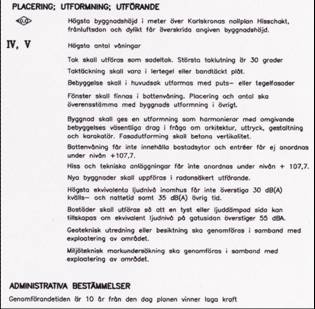 PLACERING; UTFORMNING; UTFÖRANDE
Högsta byggnadshöjd i meter över Karlskronas nollplan Hisschakt,
frånluftsdon och dylikt får överskrida angiven byggnadshöjd.
IV, V Högsta antal våningar
Tak skall utföras som sadeltak. Största taklutning är 30 grader
Taktäckning skall vara i lertegel eller bandtäckt plåt.
Bebyggelse skall i huvudsak utformas med puts- eller tegelfasader
Fönster skall finnas i bottenvåning. Placering och antal ska
överensstämma med byggnads utformning i övrigt.
Byggnad skall ges en utformning som harmonierar med omgivande
bebyggelses väsentliga drag i fråga om arkitektur, uttryck, gestaltning
och karakatär. Fasadutforming skall betona vertikalitet.
Bottenvåning får inte innehålla bostadsytor och entréer får ej anordnas
under nivån +107,7.
Hiss och tekniska anläggningar får inte anordnas under nivån + 107,7.
Nya byggnader skall uppföras i radonsäkert utförande.
Högsta ekvivalenta ljudnivå inomhus får inte överstiga 30 dB(A)
kvälls- och nattetid samt 35 dB(A) övrig tid.
Bostäder skall utföras så att en tyst eller ljuddämpad sida kan
tillskapas om ekvivalent ljudnivå på gatusidan överstiger 55 dBA.
Geoteknisk utredning eller besiktning ska genomföras i samband med
exploatering av området.
Miljöteknisk markundersökning ska genomföras i samband med
exploatering av området.
ADMINISTRATIVA BESTÄMMELSER
Genomförandetiden är 10 år från den dag planen vinner laga kraft